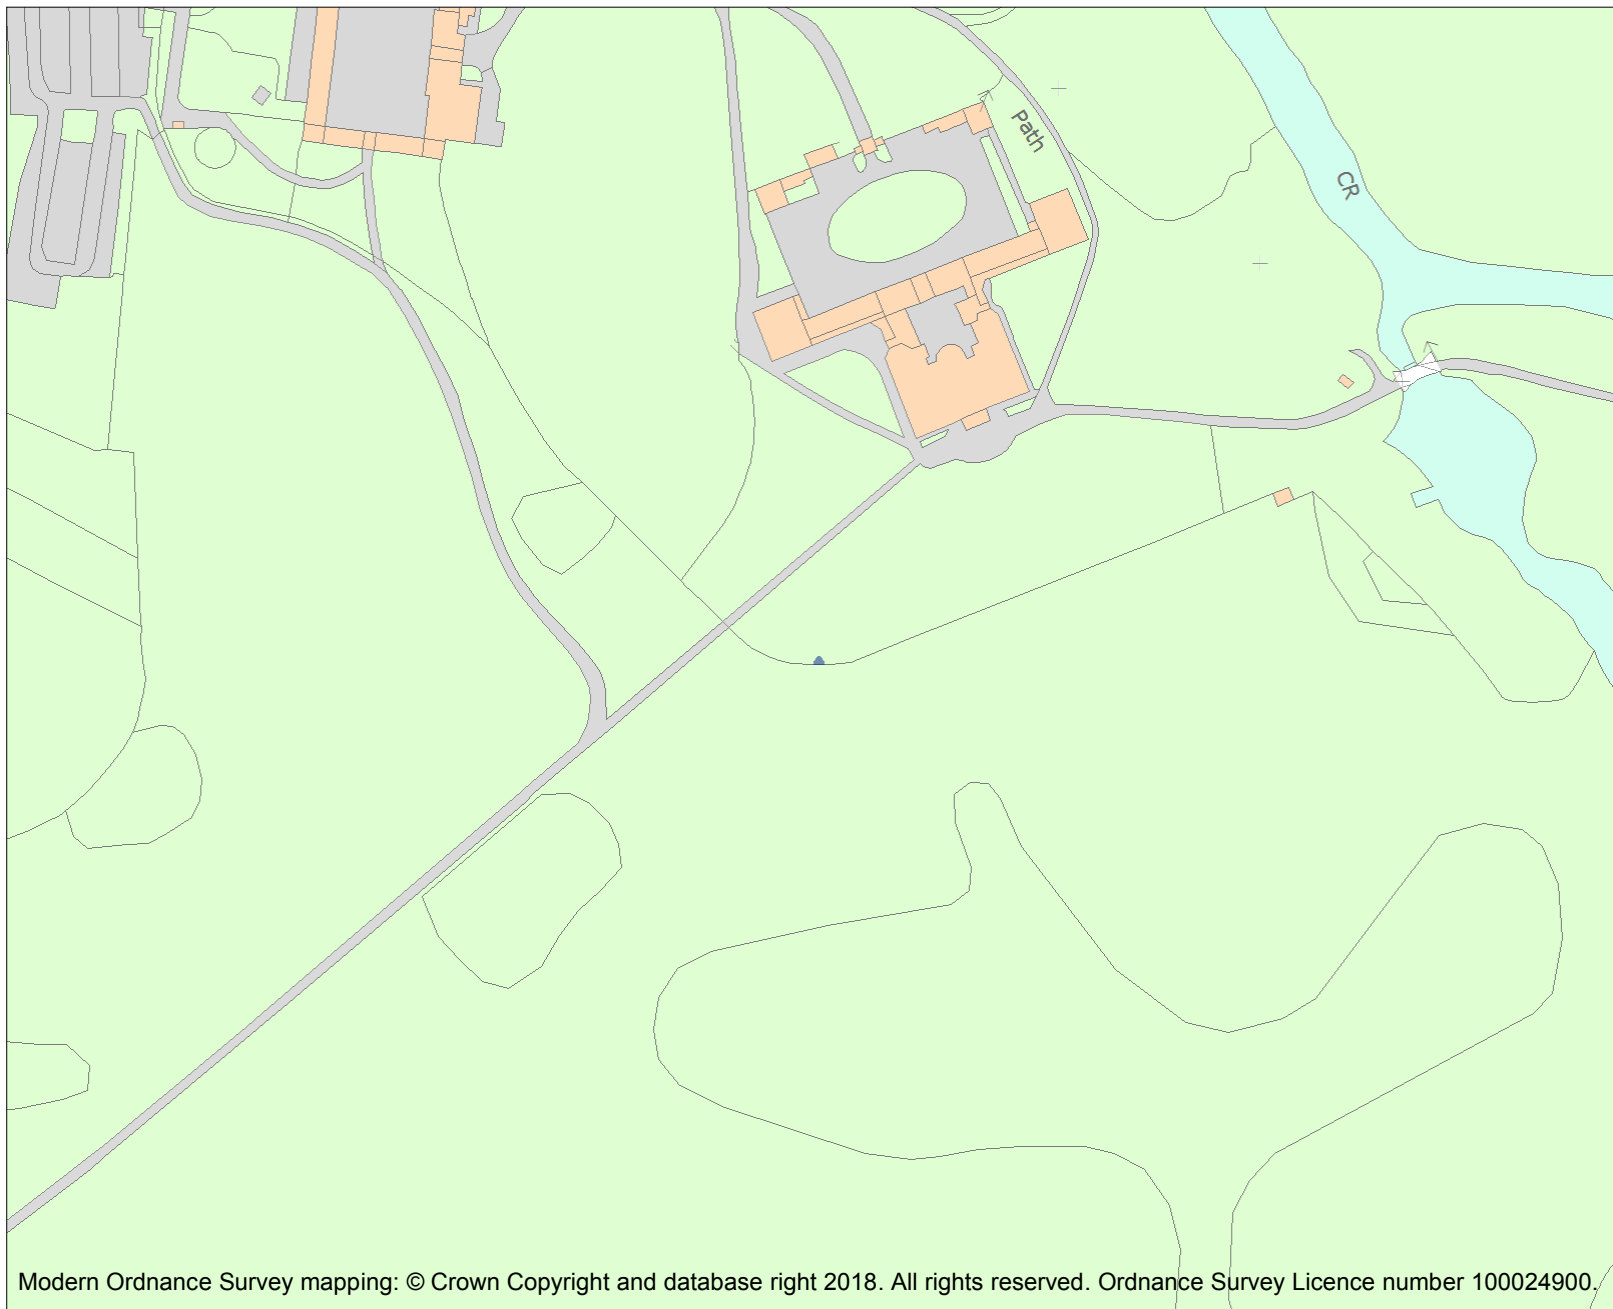 Path
CR
Modern Ordnance Survey mapping: © Crown Copyright and database right 2018. All rights reserved. Ordnance Survey Licence number 100024900.